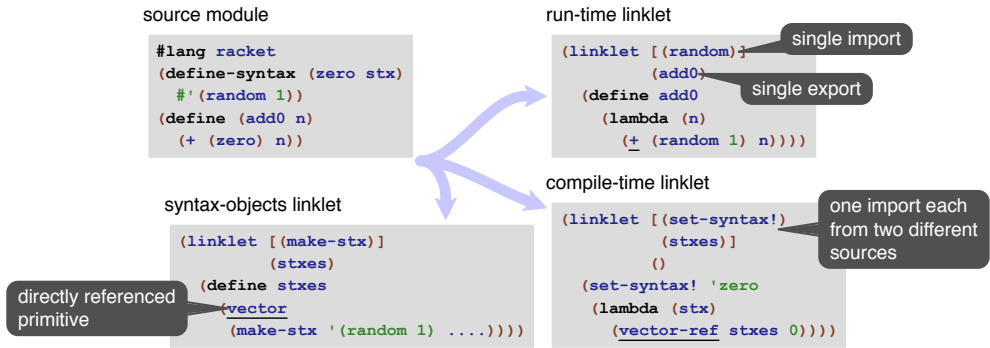 source module
#lang racket
(define-syntax (zero stx)
#'(random 1))
(define (add0 n)
(+ (zero) n))
run-time linklet
(linklet [(random)]
(add0)
(define add0
(lambda (n)
(+ (random 1) n))))
single import
single export
syntax-objects linklet
(linklet [(make-stx)]
(stxes)
(define stxes
(vector
(make-stx '(random 1) ....))))
directly referenced
primitive
compile-time linklet
(linklet [(set-syntax!)
(stxes)]
()
(set-syntax! 'zero
(lambda (stx)
(vector-ref stxes 0))))
one import each
from two different
sources